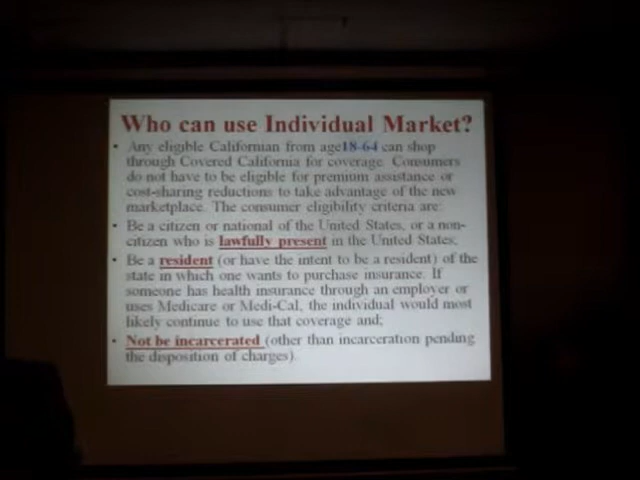 Who can use Individual Market?
• Any eligible Californian from age18-64 can shop
through Covered California for coverage. Consumers
do not have to be eligible for premium assistance or
cost-sharing reductions to take advantage of the new
marketplace. The consumer eligibility criteria are:
• Be a citizen or national of the United States, or a non-
citizen who is lawfully present in the United States;
• Be a resident (or have the intent to be a resident) of the
state in which one wants to purchase insurance. If
someone has health insurance through an employer or
uses Medicare or Medi-Cal, the individual would most
likely continue to use that coverage and;
• Not be incarcerated (other than incarceration pending
the disposition of charges).